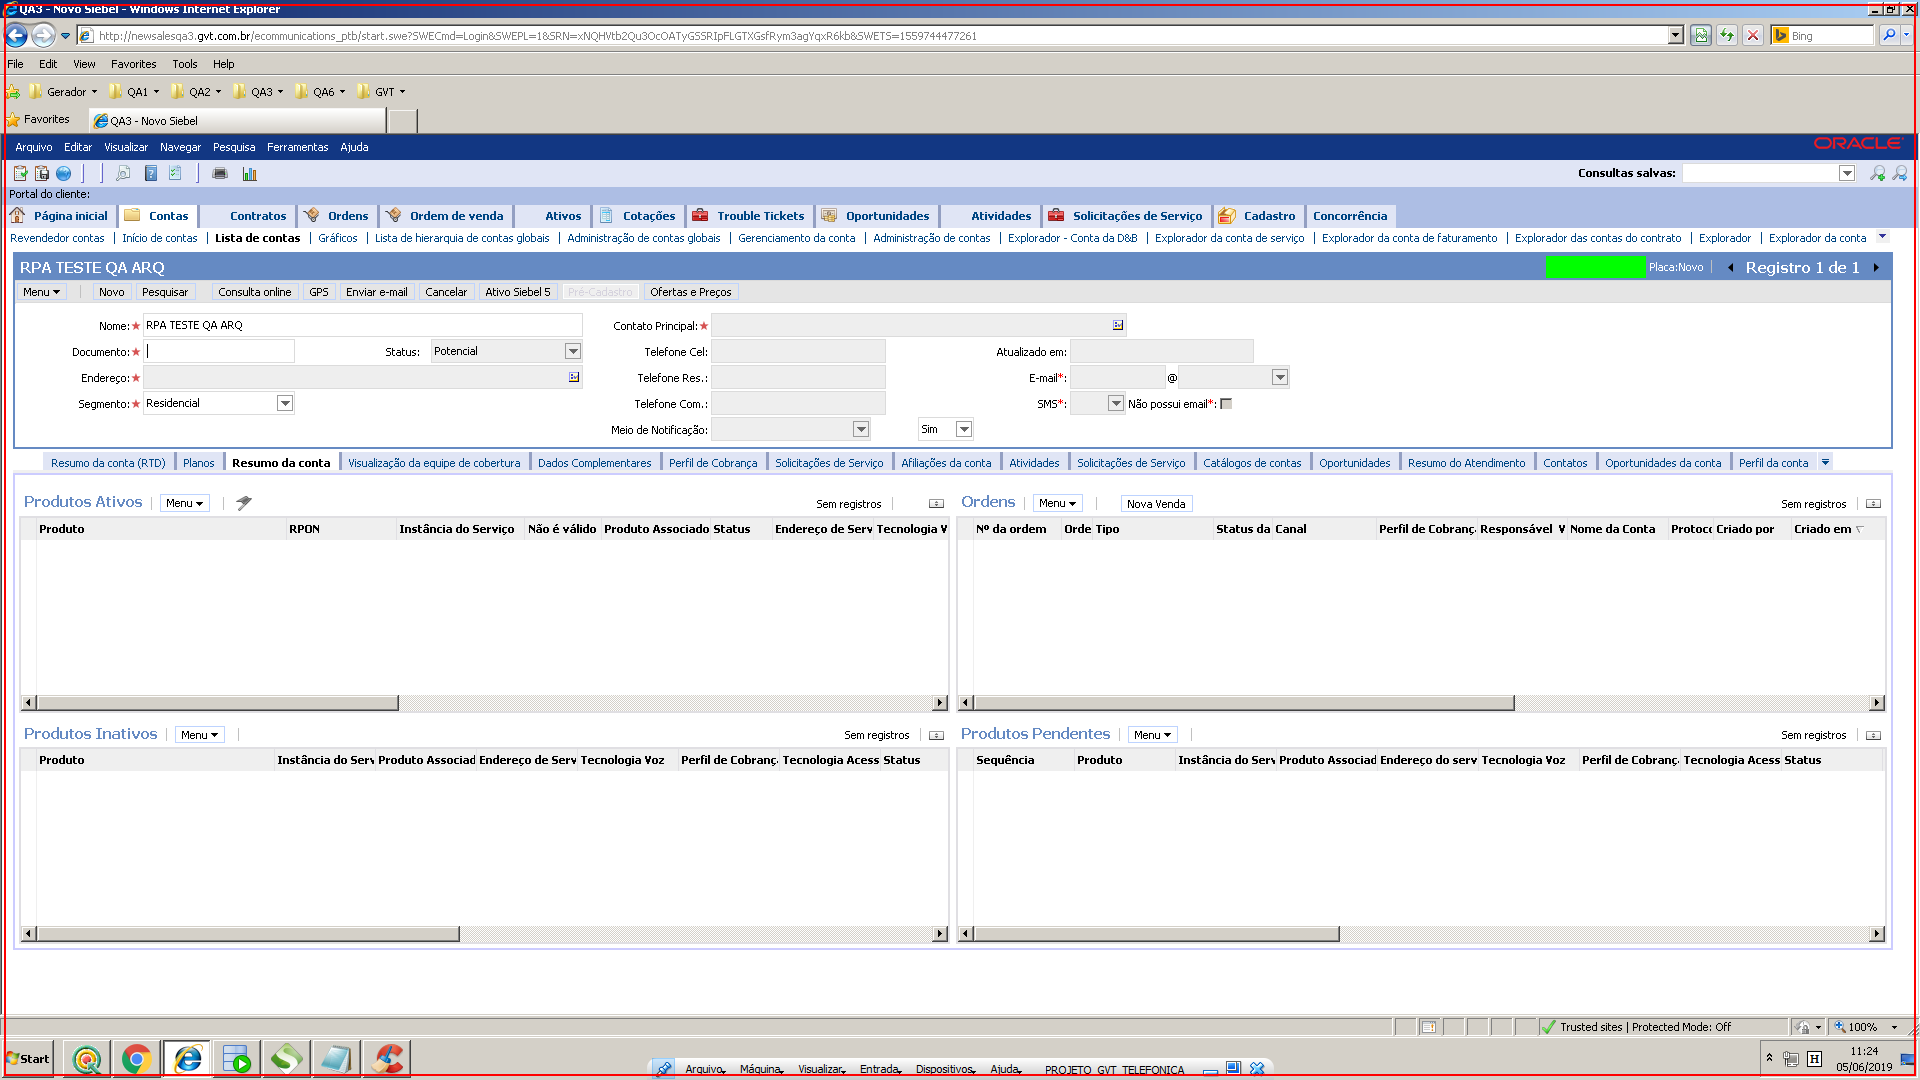 QA3 - Novo Siebel - Windows Internet Explorer
http://newsalesqa3.gvt.com.br/ecommunications_ptb/start.swe?SWECmd=Login&SWEPL=1&SRN=xNQHVtb2Qu3OcOATyGSSRIpFLGTXGsfRym3agYqxR6kb&SWETS=1559744477261
Bing
File Edit View Favorites Tools Help
Gerador QA1 QA2 QA3 QA6 GVT
Favorites QA3 - Novo Siebel
Arquivo Editar Visualizar Navegar Pesquisa Ferramentas Ajuda ORACLE
Consultas salvas:
Portal do cliente:
Página inicial Contas Contratos Ordens Ordem de venda Ativos Cotações Trouble Tickets Oportunidades Atividades Solicitações de Serviço Cadastro Concorrência
Revendedor contas Início de contas Lista de contas Gráficos Lista de hierarquia de contas globais Administração de contas globais Gerenciamento da conta Administração de contas Explorador - Conta da D&B Explorador da conta de serviço Explorador da conta de faturamento Explorador das contas do contrato Explorador Explorador da conta
RPA TESTE QA ARQ Placa:Novo Registro 1 de 1
Menu Novo Pesquisar Consulta online GPS Enviar e-mail Cancelar Ativo Siebel 5 Pré-Cadastro Ofertas e Preços
Nome:★ RPA TESTE QA ARQ Contato Principal:★
Documento:★ Status: Potencial Telefone Cel: Atualizado em:
Endereço:★ Telefone Res.: E-mail*: @
Segmento:★ Residencial Telefone Com.: SMS*: Não possui email*:
Meio de Notificação: Sim
Resumo da conta (RTD) Planos Resumo da conta Visualização da equipe de cobertura Dados Complementares Perfil de Cobrança Solicitações de Serviço Afiliações da conta Atividades Solicitações de Serviço Catálogos de contas Oportunidades Resumo do Atendimento Contatos Oportunidades da conta Perfil da conta
Produtos Ativos Menu Sem registros Ordens Menu Nova Venda Sem registros
Produto RPON Instância do Serviço Não é válido Produto Associado Status Endereço de Serv Tecnologia V Nº da ordem Orde Tipo Status da Canal Perfil de Cobranç Responsável V Nome da Conta Protoco Criado por Criado em
Produtos Inativos Menu Sem registros Produtos Pendentes Menu Sem registros
Produto Instância do Serv Produto Associad Endereço de Serv Tecnologia Voz Perfil de Cobranç Tecnologia Acess Status Sequência Produto Instância do Serv Produto Associad Endereço do serv Tecnologia Voz Perfil de Cobranç Tecnologia Acess Status
Trusted sites | Protected Mode: Off 100%
Start H 11:24
05/06/2019
Arquivo Máquina Visualizar Entrada Dispositivos Ajuda PROJETO_GVT_TELEFONICA